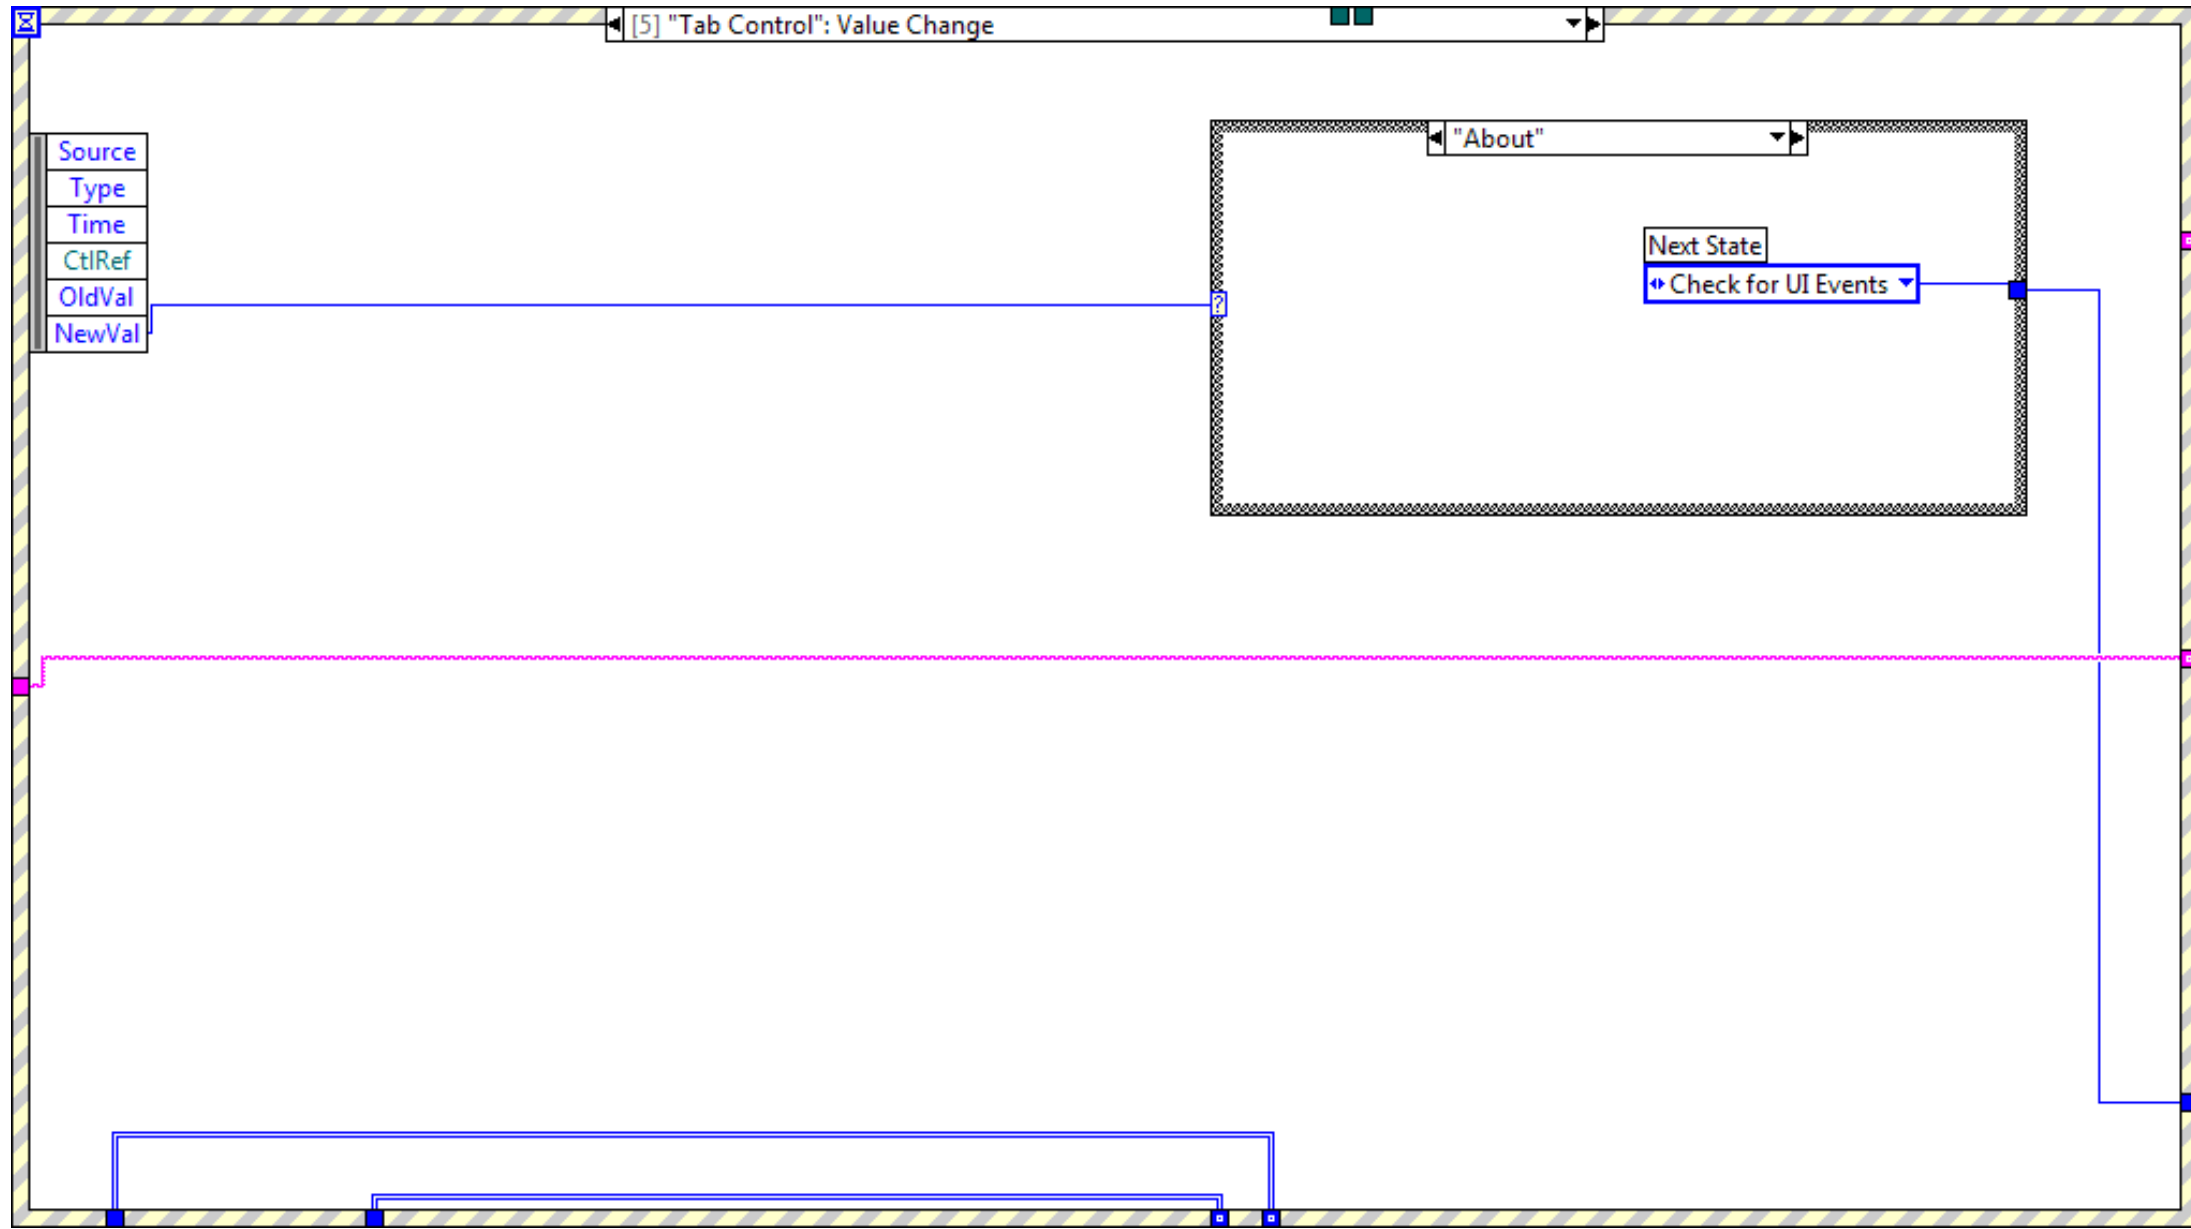 [5] "Tab Control": Value Change
"About"
Source
Type
Time
CtlRef
OldVal
NewVal
?
Next State
Check for UI Events